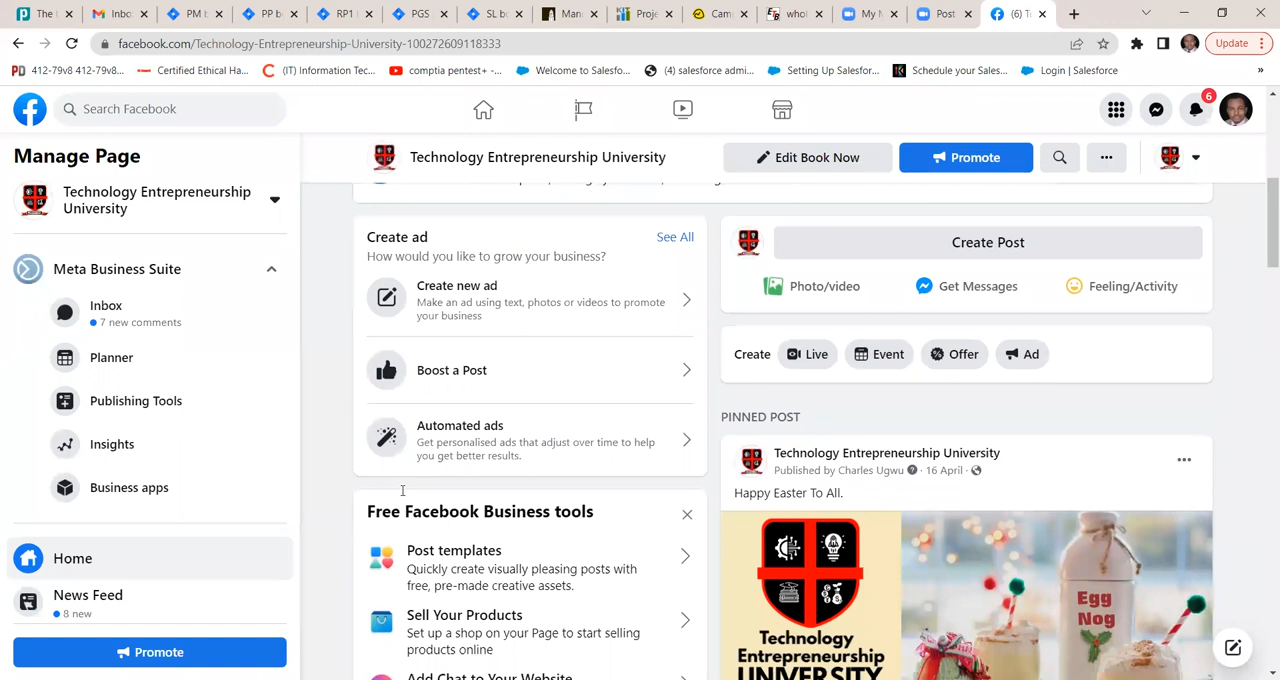 The I
Inbo
PM b
PP be
RP1 I
PGS
SL b
Man
Proje
Cam
whol
My M
Post
(6) T
facebook.com/Technology-Entrepreneurship-University-100272609118333
Update
412-79v8 412-79v8...
Certified Ethical Ha...
(IT) Information Tec...
comptia pentest+ -...
Welcome to Salesfo...
(4) salesforce admi...
Setting Up Salesfor...
Schedule your Sales...
Login | Salesforce
»
Search Facebook
6
Manage Page
Technology Entrepreneurship University
Edit Book Now
Promote
Technology Entrepreneurship
University
Meta Business Suite
Inbox
7 new comments
Planner
Publishing Tools
Insights
Business apps
Home
News Feed
8 new
Promote
Create ad
See All
How would you like to grow your business?
Create new ad
Make an ad using text, photos or videos to promote
your business
Boost a Post
Automated ads
Get personalised ads that adjust over time to help
you get better results.
Free Facebook Business tools
Post templates
Quickly create visually pleasing posts with
free, pre-made creative assets.
Sell Your Products
Set up a shop on your Page to start selling
products online
Add Chat to Your Website
Create Post
Photo/video
Get Messages
Feeling/Activity
Create
Live
Event
Offer
Ad
PINNED POST
Technology Entrepreneurship University
Published by Charles Ugwu · 16 April ·
Happy Easter To All.
Technology
Entrepreneurship
UNIVERSITY
Egg
Nog